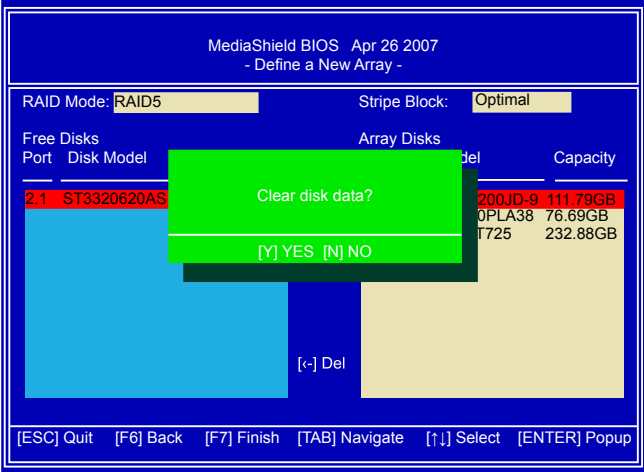 MediaShield BIOS Apr 26 2007
- Define a New Array -
RAID Mode: RAID5 Stripe Block: Optimal
Free Disks Array Disks
Port Disk Model del Capacity
2.1 ST3320620AS 200JD-9 111.79GB
0PLA38 76.69GB
T725 232.88GB
Clear disk data?
[Y] YES [N] NO
[‹-] Del
[ESC] Quit [F6] Back [F7] Finish [TAB] Navigate [↑↓] Select [ENTER] Popup